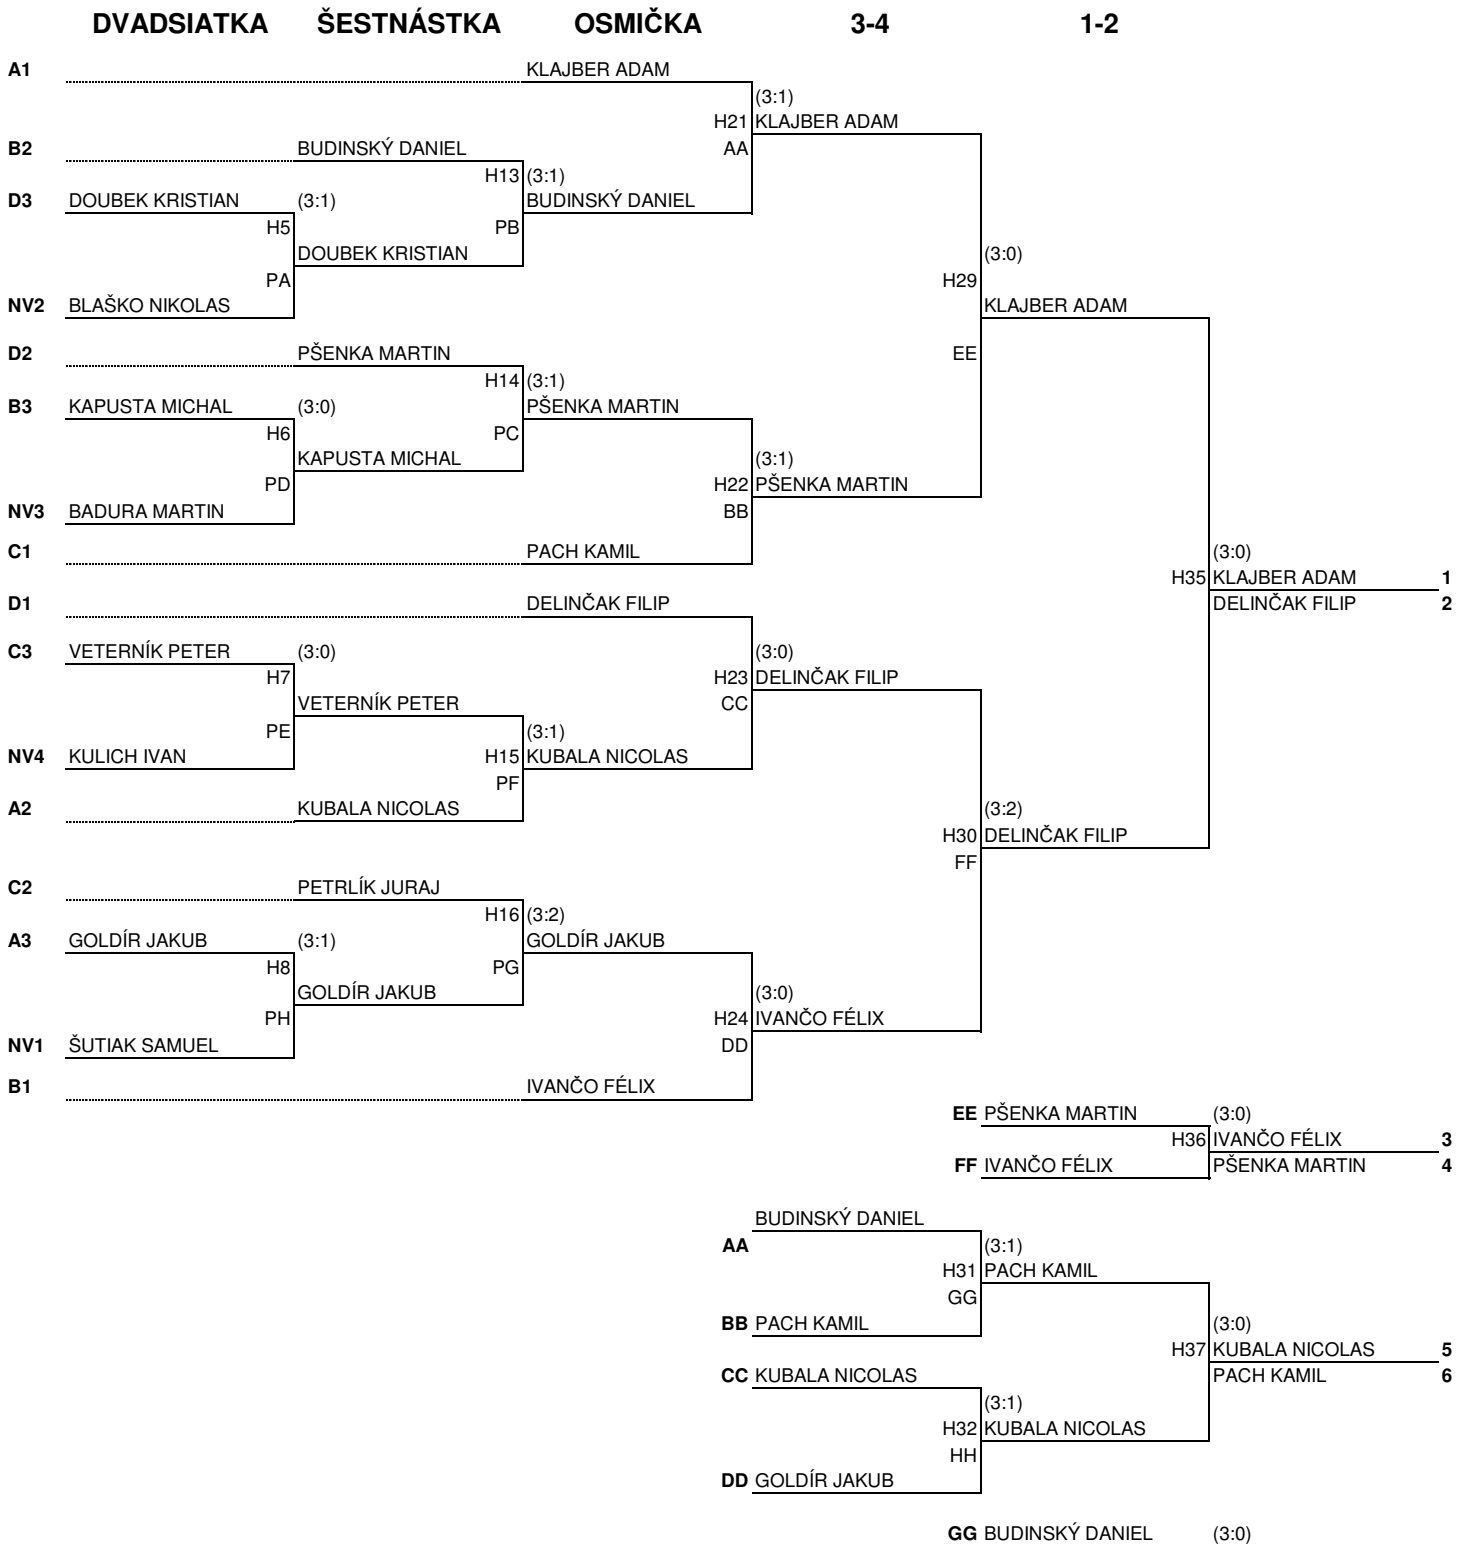 DVADSIATKA ŠESTNÁSTKA OSMIČKA 3-4 1-2
A1 KLAJBER ADAM
(3:1)
H21 KLAJBER ADAM
B2 BUDINSKÝ DANIEL AA
H13 (3:1)
D3 DOUBEK KRISTIAN (3:1) BUDINSKÝ DANIEL
H5 PB
DOUBEK KRISTIAN (3:0)
PA H29
NV2 BLAŠKO NIKOLAS KLAJBER ADAM
D2 PŠENKA MARTIN EE
H14 (3:1)
B3 KAPUSTA MICHAL (3:0) PŠENKA MARTIN
H6 PC
KAPUSTA MICHAL (3:1)
PD H22 PŠENKA MARTIN
NV3 BADURA MARTIN BB
C1 PACH KAMIL (3:0)
H35 KLAJBER ADAM 1
D1 DELINČAK FILIP DELINČAK FILIP 2
C3 VETERNÍK PETER (3:0) (3:0)
H7 H23 DELINČAK FILIP
VETERNÍK PETER CC
PE (3:1)
NV4 KULICH IVAN H15 KUBALA NICOLAS
PF
A2 KUBALA NICOLAS (3:2)
H30 DELINČAK FILIP
FF
C2 PETRLÍK JURAJ
H16 (3:2)
A3 GOLDÍR JAKUB (3:1) GOLDÍR JAKUB
H8 PG
GOLDÍR JAKUB (3:0)
PH H24 IVANČO FÉLIX
NV1 ŠUTIAK SAMUEL DD
B1 IVANČO FÉLIX
EE PŠENKA MARTIN (3:0)
H36 IVANČO FÉLIX 3
FF IVANČO FÉLIX PŠENKA MARTIN 4
BUDINSKÝ DANIEL
AA (3:1)
H31 PACH KAMIL
GG
BB PACH KAMIL (3:0)
H37 KUBALA NICOLAS 5
CC KUBALA NICOLAS PACH KAMIL 6
(3:1)
H32 KUBALA NICOLAS
HH
DD GOLDÍR JAKUB
GG BUDINSKÝ DANIEL (3:0)